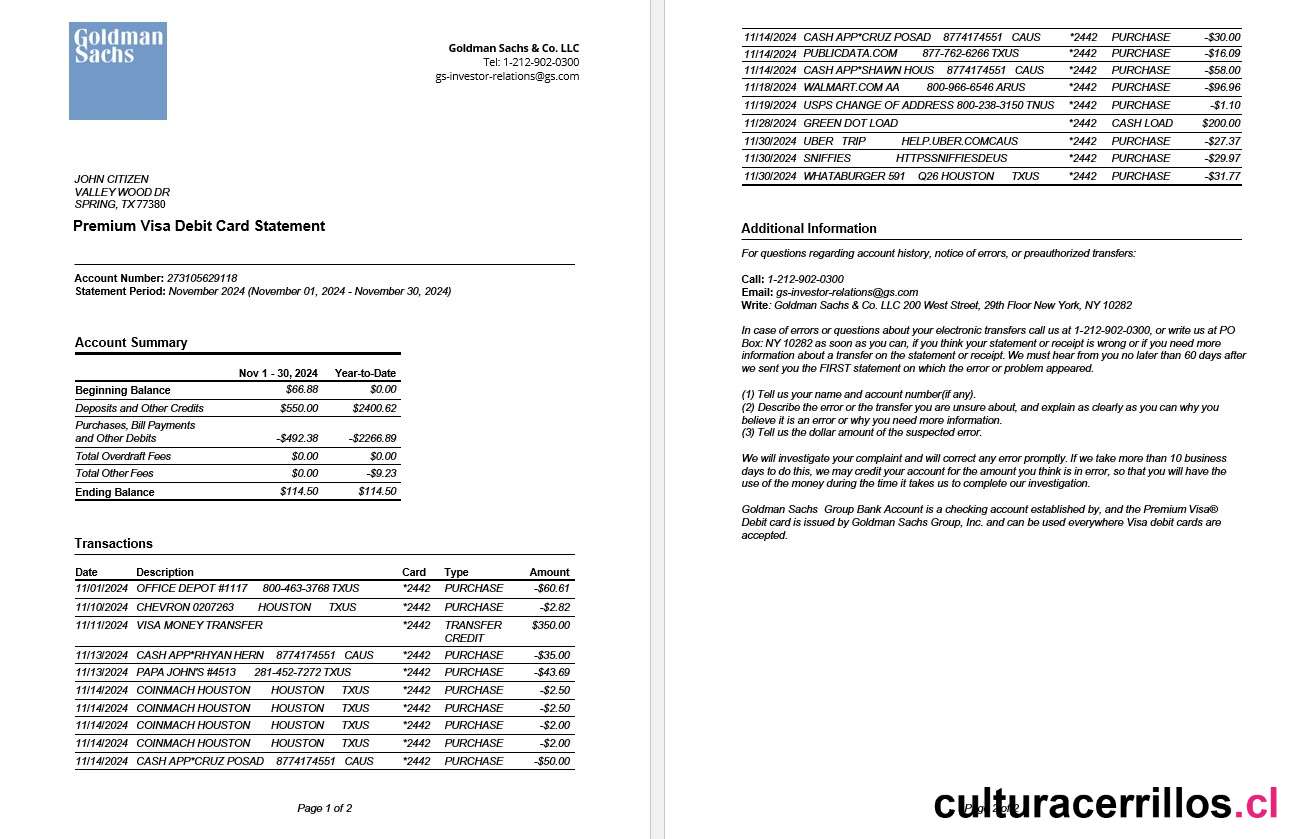 Goldman
Sachs
Goldman Sachs & Co. LLC
Tel: 1-212-902-0300
gs-investor-relations@gs.com
JOHN CITIZEN
VALLEY WOOD DR
SPRING, TX 77380
Premium Visa Debit Card Statement
Account Number: 273105629118
Statement Period: November 2024 (November 01, 2024 - November 30, 2024)
Account Summary
Nov 1 - 30, 2024 Year-to-Date
Beginning Balance $66.88 $0.00
Deposits and Other Credits $550.00 $2400.62
Purchases, Bill Payments
and Other Debits -$492.38 -$2266.89
Total Overdraft Fees $0.00 $0.00
Total Other Fees $0.00 -$9.23
Ending Balance $114.50 $114.50
Transactions
Date Description Card Type Amount
11/01/2024 OFFICE DEPOT #1117 800-463-3768 TXUS *2442 PURCHASE -$60.61
11/10/2024 CHEVRON 0207263 HOUSTON TXUS *2442 PURCHASE -$2.82
11/11/2024 VISA MONEY TRANSFER *2442 TRANSFER $350.00
CREDIT
11/13/2024 CASH APP*RHYAN HERN 8774174551 CAUS *2442 PURCHASE -$35.00
11/13/2024 PAPA JOHN'S #4513 281-452-7272 TXUS *2442 PURCHASE -$43.69
11/14/2024 COINMACH HOUSTON HOUSTON TXUS *2442 PURCHASE -$2.50
11/14/2024 COINMACH HOUSTON HOUSTON TXUS *2442 PURCHASE -$2.50
11/14/2024 COINMACH HOUSTON HOUSTON TXUS *2442 PURCHASE -$2.00
11/14/2024 COINMACH HOUSTON HOUSTON TXUS *2442 PURCHASE -$2.00
11/14/2024 CASH APP*CRUZ POSAD 8774174551 CAUS *2442 PURCHASE -$50.00
Page 1 of 2
11/14/2024 CASH APP*CRUZ POSAD 8774174551 CAUS *2442 PURCHASE -$30.00
11/14/2024 PUBLICDATA.COM 877-762-6266 TXUS *2442 PURCHASE -$16.09
11/14/2024 CASH APP*SHAWN HOUS 8774174551 CAUS *2442 PURCHASE -$58.00
11/18/2024 WALMART.COM AA 800-966-6546 ARUS *2442 PURCHASE -$96.96
11/19/2024 USPS CHANGE OF ADDRESS 800-238-3150 TNUS *2442 PURCHASE -$1.10
11/28/2024 GREEN DOT LOAD *2442 CASH LOAD $200.00
11/30/2024 UBER TRIP HELP.UBER.COMCAUS *2442 PURCHASE -$27.37
11/30/2024 SNIFFIES HTTPSSNIFFIESDEUS *2442 PURCHASE -$29.97
11/30/2024 WHATABURGER 591 Q26 HOUSTON TXUS *2442 PURCHASE -$31.77
Additional Information
For questions regarding account history, notice of errors, or preauthorized transfers:
Call: 1-212-902-0300
Email: gs-investor-relations@gs.com
Write: Goldman Sachs & Co. LLC 200 West Street, 29th Floor New York, NY 10282
In case of errors or questions about your electronic transfers call us at 1-212-902-0300, or write us at PO
Box: NY 10282 as soon as you can, if you think your statement or receipt is wrong or if you need more
information about a transfer on the statement or receipt. We must hear from you no later than 60 days after
we sent you the FIRST statement on which the error or problem appeared.
(1) Tell us your name and account number(if any).
(2) Describe the error or the transfer you are unsure about, and explain as clearly as you can why you
believe it is an error or why you need more information.
(3) Tell us the dollar amount of the suspected error.
We will investigate your complaint and will correct any error promptly. If we take more than 10 business
days to do this, we may credit your account for the amount you think is in error, so that you will have the
use of the money during the time it takes us to complete our investigation.
Goldman Sachs Group Bank Account is a checking account established by, and the Premium Visa®
Debit card is issued by Goldman Sachs Group, Inc. and can be used everywhere Visa debit cards are
accepted.
Page 2 of 2
culturacerrillos.cl